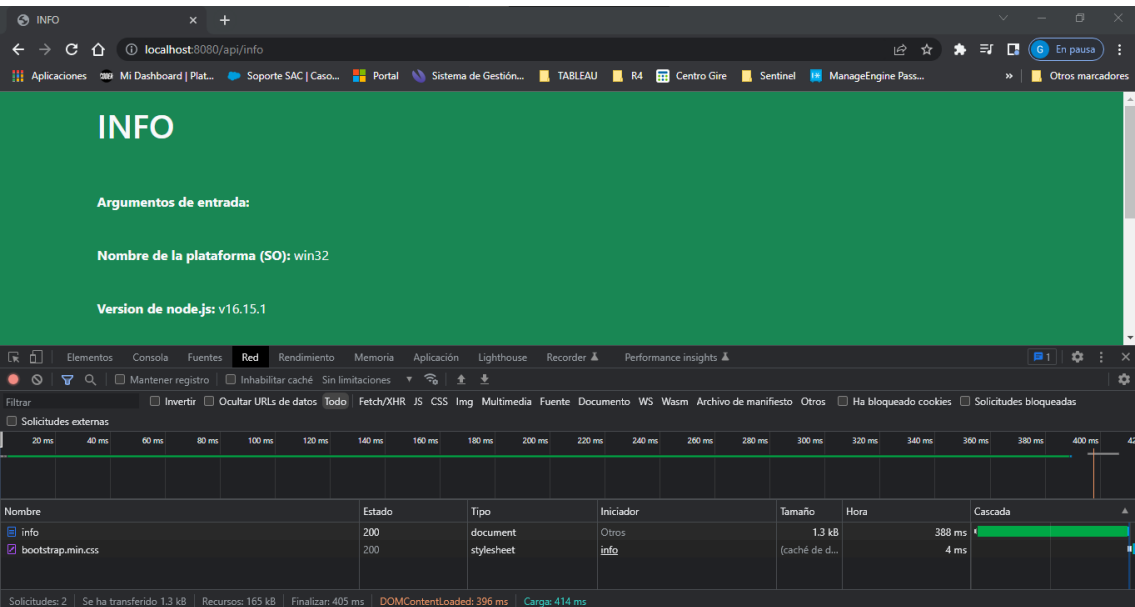 INFO
localhost:8080/api/info
G En pausa
Aplicaciones Mi Dashboard | Plat... Soporte SAC | Caso... Portal Sistema de Gestión... TABLEAU R4 Centro Gire Sentinel ManageEngine Pass... » Otros marcadores
INFO
Argumentos de entrada:
Nombre de la plataforma (SO): win32
Version de node.js: v16.15.1
Elementos Consola Fuentes Red Rendimiento Memoria Aplicación Lighthouse Recorder Performance insights 1
Mantener registro Inhabilitar caché Sin limitaciones
Filtrar Invertir Ocultar URLs de datos Todo Fetch/XHR JS CSS Img Multimedia Fuente Documento WS Wasm Archivo de manifiesto Otros Ha bloqueado cookies Solicitudes bloqueadas
Solicitudes externas
20 ms 40 ms 60 ms 80 ms 100 ms 120 ms 140 ms 160 ms 180 ms 200 ms 220 ms 240 ms 260 ms 280 ms 300 ms 320 ms 340 ms 360 ms 380 ms 400 ms 42
Nombre Estado Tipo Iniciador Tamaño Hora Cascada
info 200 document Otros 1.3 kB 388 ms
bootstrap.min.css 200 stylesheet info (caché de d... 4 ms
Solicitudes: 2 Se ha transferido 1.3 kB Recursos: 165 kB Finalizar: 405 ms DOMContentLoaded: 396 ms Carga: 414 ms